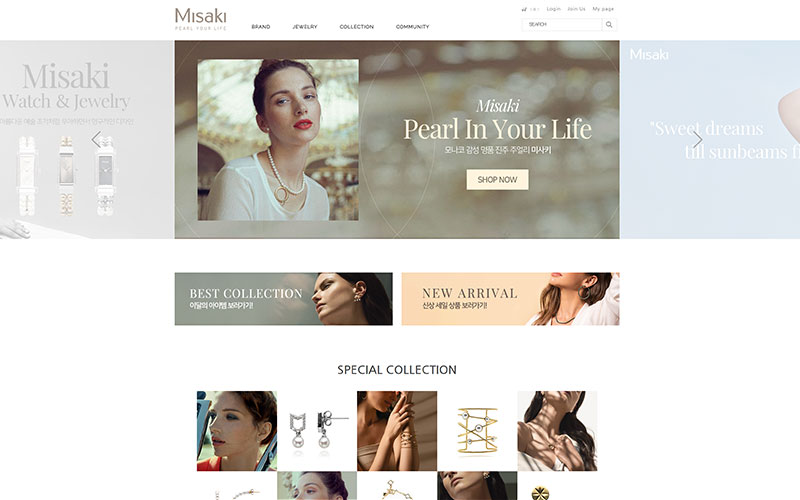 Misaki
PEARL YOUR LIFE
BRAND
JEWELRY
COLLECTION
COMMUNITY
Login
Join Us
My page
SEARCH
Misaki
Watch & Jewelry
Misaki
Pearl In Your Life
모나코 감성 명품 진주 주얼리 미사키
SHOP NOW
Misaki
"Sweet dreams
till sunbeams f
BEST COLLECTION
이달의 아이템 보러가기!
NEW ARRIVAL
신상 세일 상품 보러가기!
SPECIAL COLLECTION